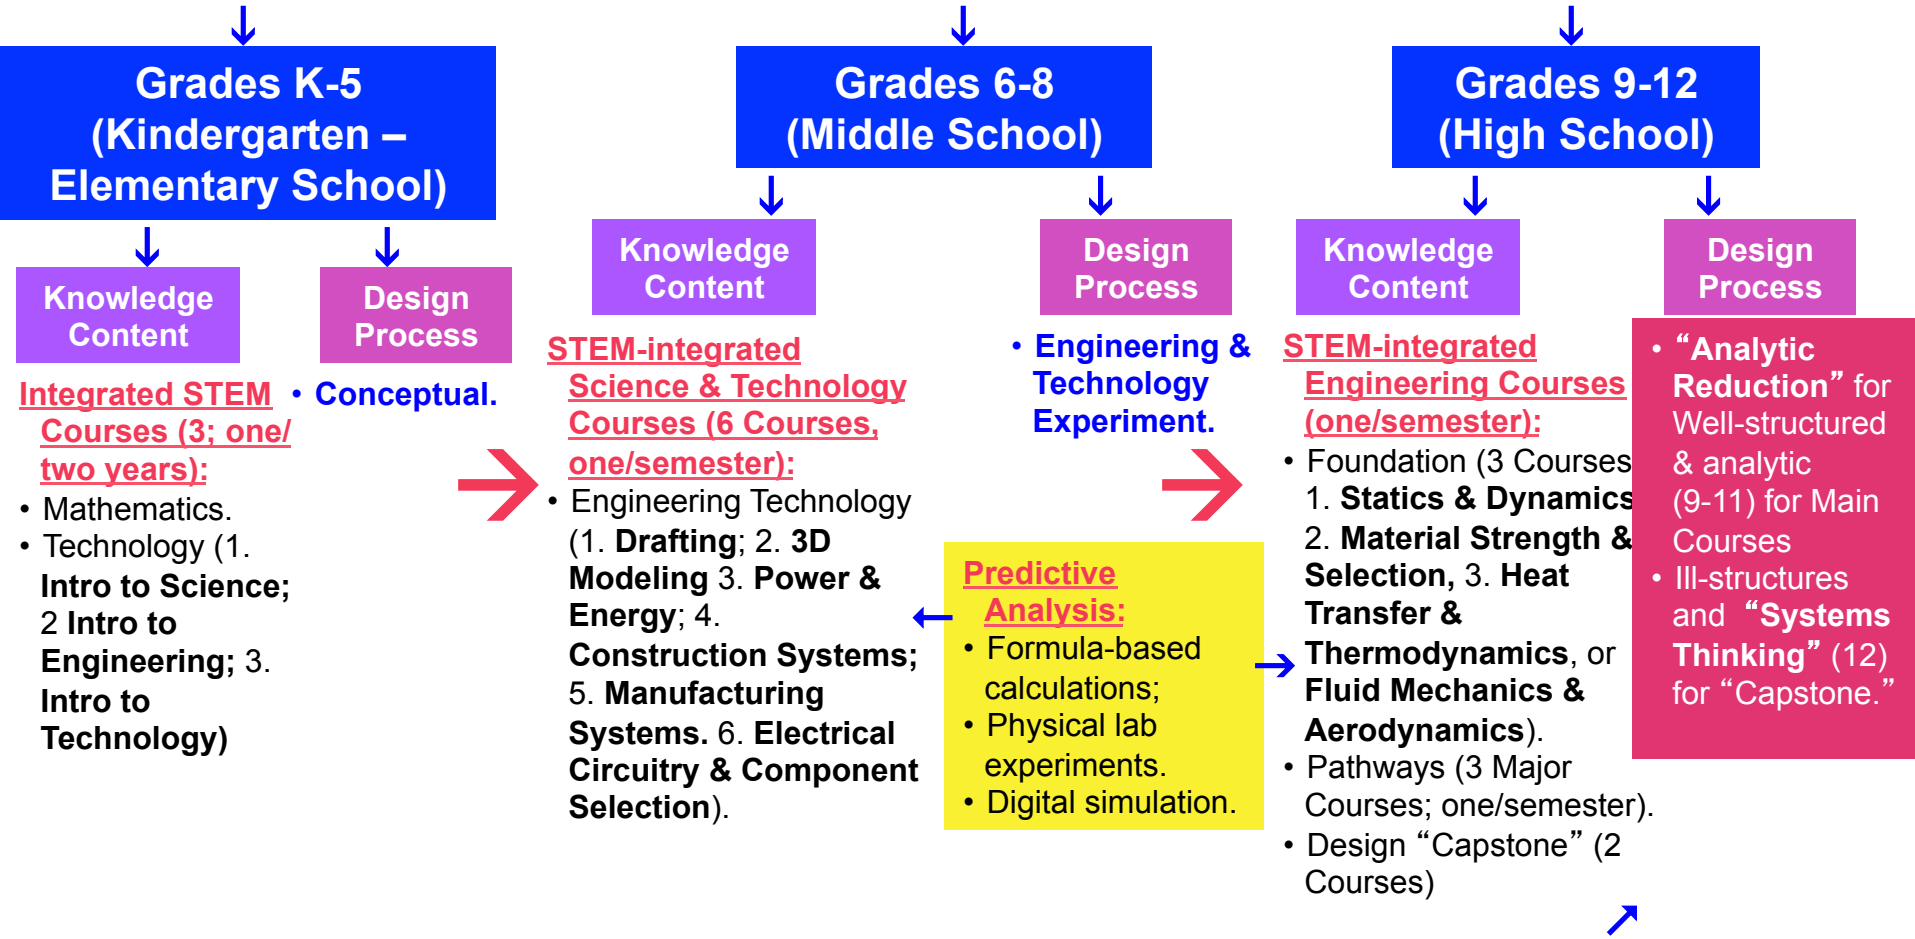 Grades K-5
(Kindergarten –
Elementary School)
Knowledge
Content
Design
Process
Integrated STEM
Courses (3; one/
two years):
• Mathematics.
• Technology (1.
Intro to Science;
2 Intro to
Engineering; 3.
Intro to
Technology)
• Conceptual.
Grades 6-8
(Middle School)
Knowledge
Content
Design
Process
STEM-integrated
Science & Technology
Courses (6 Courses,
one/semester):
• Engineering Technology
(1. Drafting; 2. 3D
Modeling 3. Power &
Energy; 4.
Construction Systems;
5. Manufacturing
Systems. 6. Electrical
Circuitry & Component
Selection).
• Engineering &
Technology
Experiment.
Predictive
Analysis:
• Formula-based
calculations;
• Physical lab
experiments.
• Digital simulation.
Grades 9-12
(High School)
Knowledge
Content
Design
Process
STEM-integrated
Engineering Courses
(one/semester):
• Foundation (3 Courses
1. Statics & Dynamics
2. Material Strength &
Selection, 3. Heat
Transfer &
Thermodynamics, or
Fluid Mechanics &
Aerodynamics).
• Pathways (3 Major
Courses; one/semester).
• Design “Capstone” (2
Courses)
• “Analytic
Reduction” for
Well-structured
& analytic
(9-11) for Main
Courses
• Ill-structures
and “Systems
Thinking” (12)
for “Capstone.”